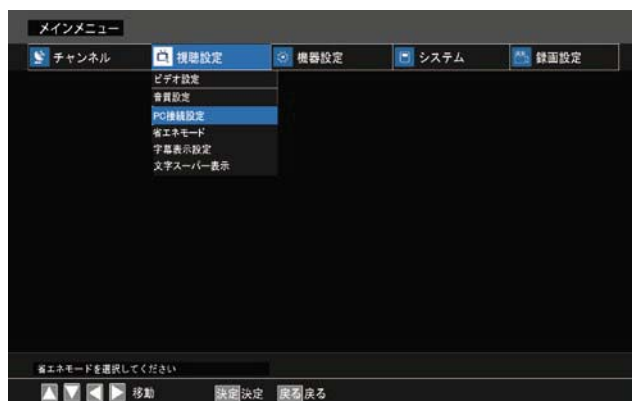 メインメニュー
チャンネル 視聴設定 機器設定 システム 録画設定
ビデオ設定
音質設定
PC接続設定
省エネモード
字幕表示設定
文字スーパー表示
省エネモードを選択してください
移動 決定 決定 戻る 戻る